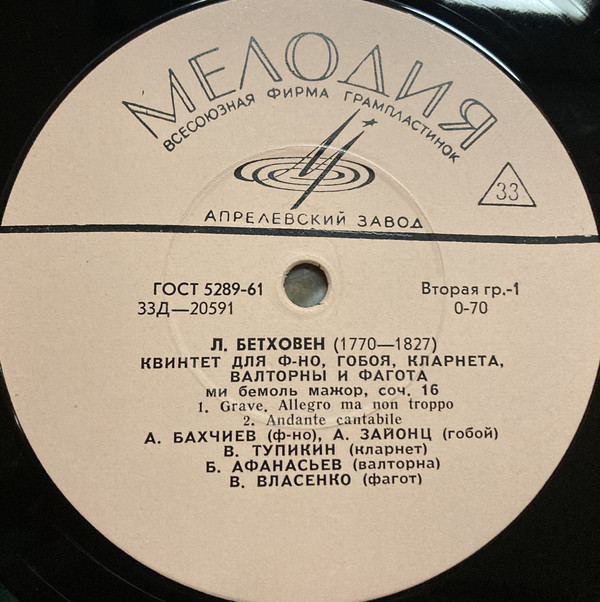 МЕЛОДИЯ
ВСЕСОЮЗНАЯ ФИРМА ГРАМПЛАСТИНОК
33
АПРЕЛЕВСКИЙ ЗАВОД
ГОСТ 5289-61 Вторая гр.-1
33Д—20591 0-70
Л. БЕТХОВЕН (1770—1827)
КВИНТЕТ ДЛЯ Ф-НО, ГОБОЯ, КЛАРНЕТА,
ВАЛТОРНЫ И ФАГОТА
ми бемоль мажор, соч. 16
1. Grave. Allegro ma non troppo
2. Andante cantabile
А. БАХЧИЕВ (ф-но), А. ЗАЙОНЦ (гобой)
В. ТУПИКИН (кларнет)
Б. АФАНАСЬЕВ (валторна)
В. ВЛАСЕНКО (фагот)